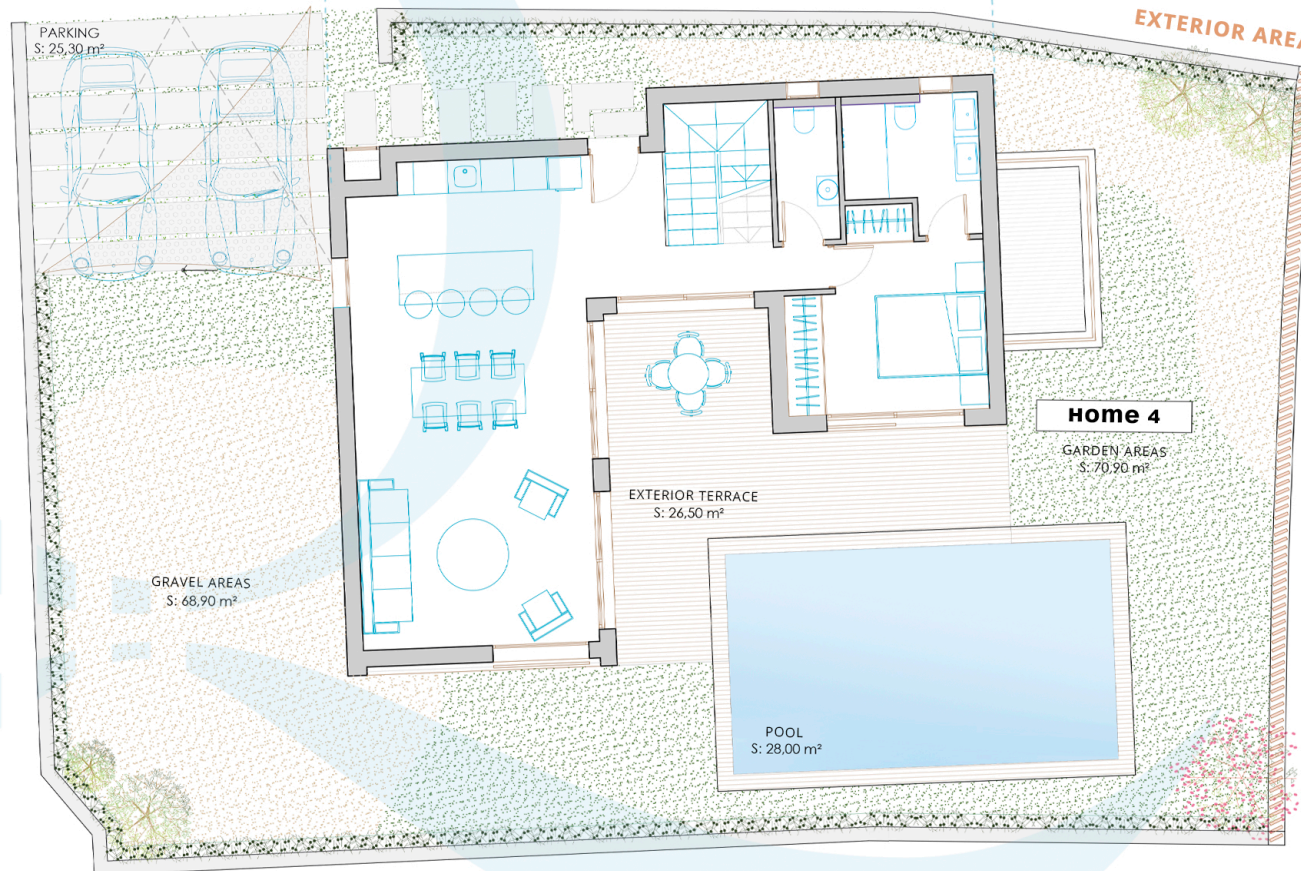 PARKING
S: 25,30 m²
EXTERIOR AREA
Home 4
GARDEN AREAS
S: 70,90 m²
EXTERIOR TERRACE
S: 26,50 m²
GRAVEL AREAS
S: 68,90 m²
POOL
S: 28,00 m²